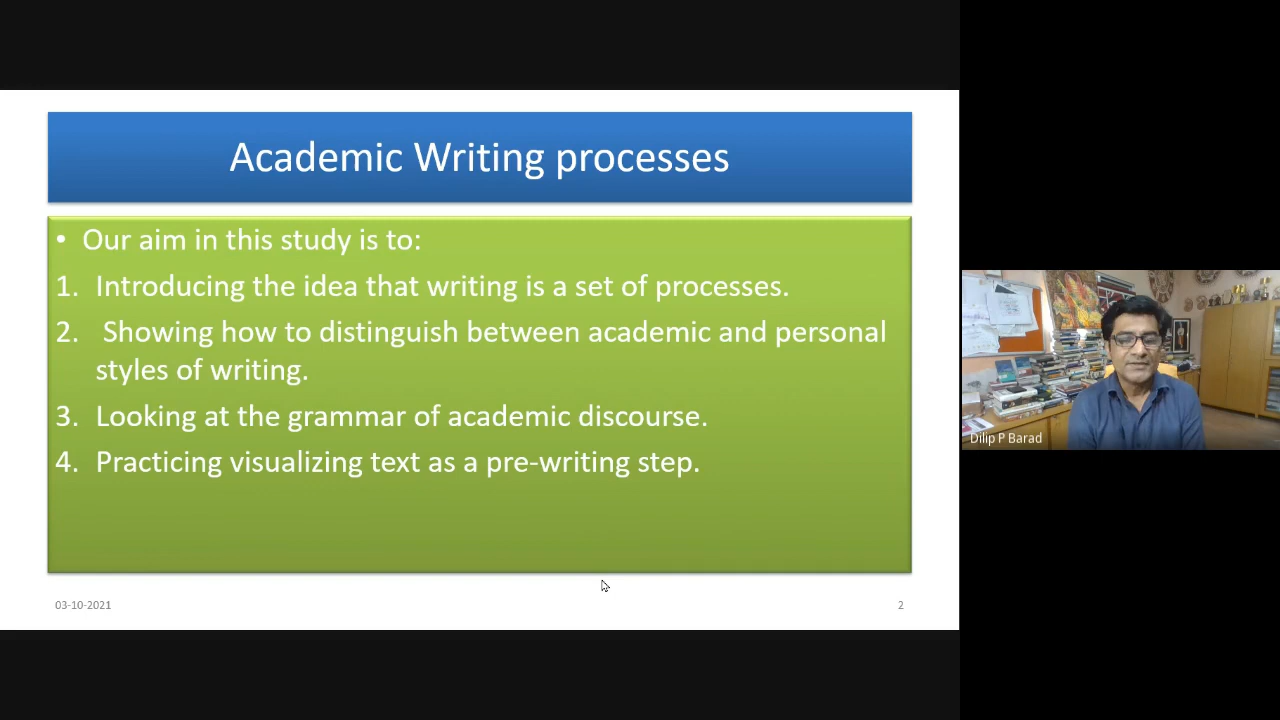 Academic Writing processes
• Our aim in this study is to:
1. Introducing the idea that writing is a set of processes.
2. Showing how to distinguish between academic and personal
styles of writing.
3. Looking at the grammar of academic discourse.
4. Practicing visualizing text as a pre-writing step.
03-10-2021
2
Dilip P Barad